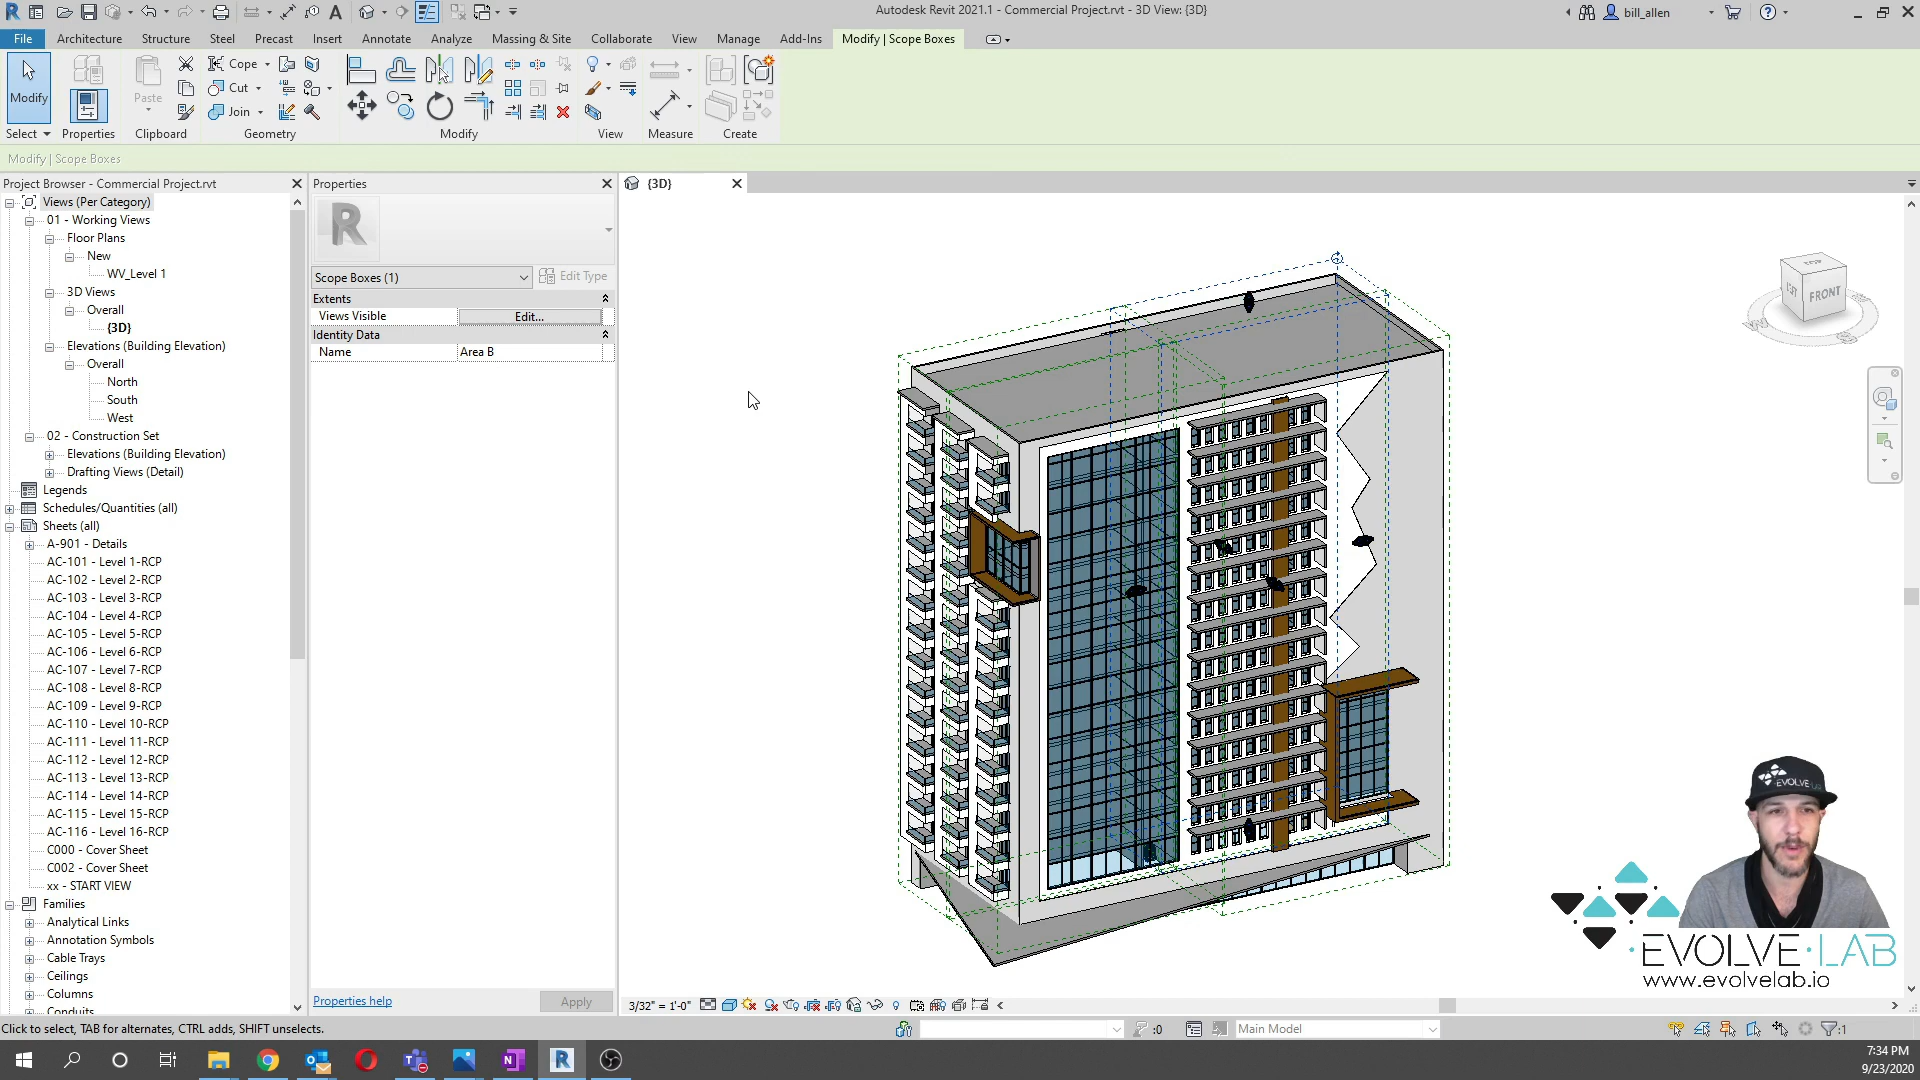 Autodesk Revit 2021.1 - Commercial Project.rvt - 3D View: {3D}
bill_allen
File Architecture Structure Steel Precast Insert Annotate Analyze Massing & Site Collaborate View Manage Add-Ins Modify | Scope Boxes
Modify
Paste
Cope
Cut
Join
Select Properties Clipboard Geometry Modify View Measure Create
Modify | Scope Boxes
Project Browser - Commercial Project.rvt
Views (Per Category)
01 - Working Views
Floor Plans
New
WV_Level 1
3D Views
Overall
{3D}
Elevations (Building Elevation)
Overall
North
South
West
02 - Construction Set
Elevations (Building Elevation)
Drafting Views (Detail)
Legends
Schedules/Quantities (all)
Sheets (all)
A-901 - Details
AC-101 - Level 1-RCP
AC-102 - Level 2-RCP
AC-103 - Level 3-RCP
AC-104 - Level 4-RCP
AC-105 - Level 5-RCP
AC-106 - Level 6-RCP
AC-107 - Level 7-RCP
AC-108 - Level 8-RCP
AC-109 - Level 9-RCP
AC-110 - Level 10-RCP
AC-111 - Level 11-RCP
AC-112 - Level 12-RCP
AC-113 - Level 13-RCP
AC-114 - Level 14-RCP
AC-115 - Level 15-RCP
AC-116 - Level 16-RCP
C000 - Cover Sheet
C002 - Cover Sheet
xx - START VIEW
Families
Analytical Links
Annotation Symbols
Cable Trays
Ceilings
Columns
Conduits
Properties
Scope Boxes (1)
Edit Type
Extents
Views Visible
Edit...
Identity Data
Name
Area B
Properties help
Apply
{3D}
TOP
FRONT
EVOLVE LAB
EVOLVE·LAB
www.evolvelab.io
3/32" = 1'-0"
Click to select, TAB for alternates, CTRL adds, SHIFT unselects.
:0
Main Model
:1
7:34 PM
9/23/2020